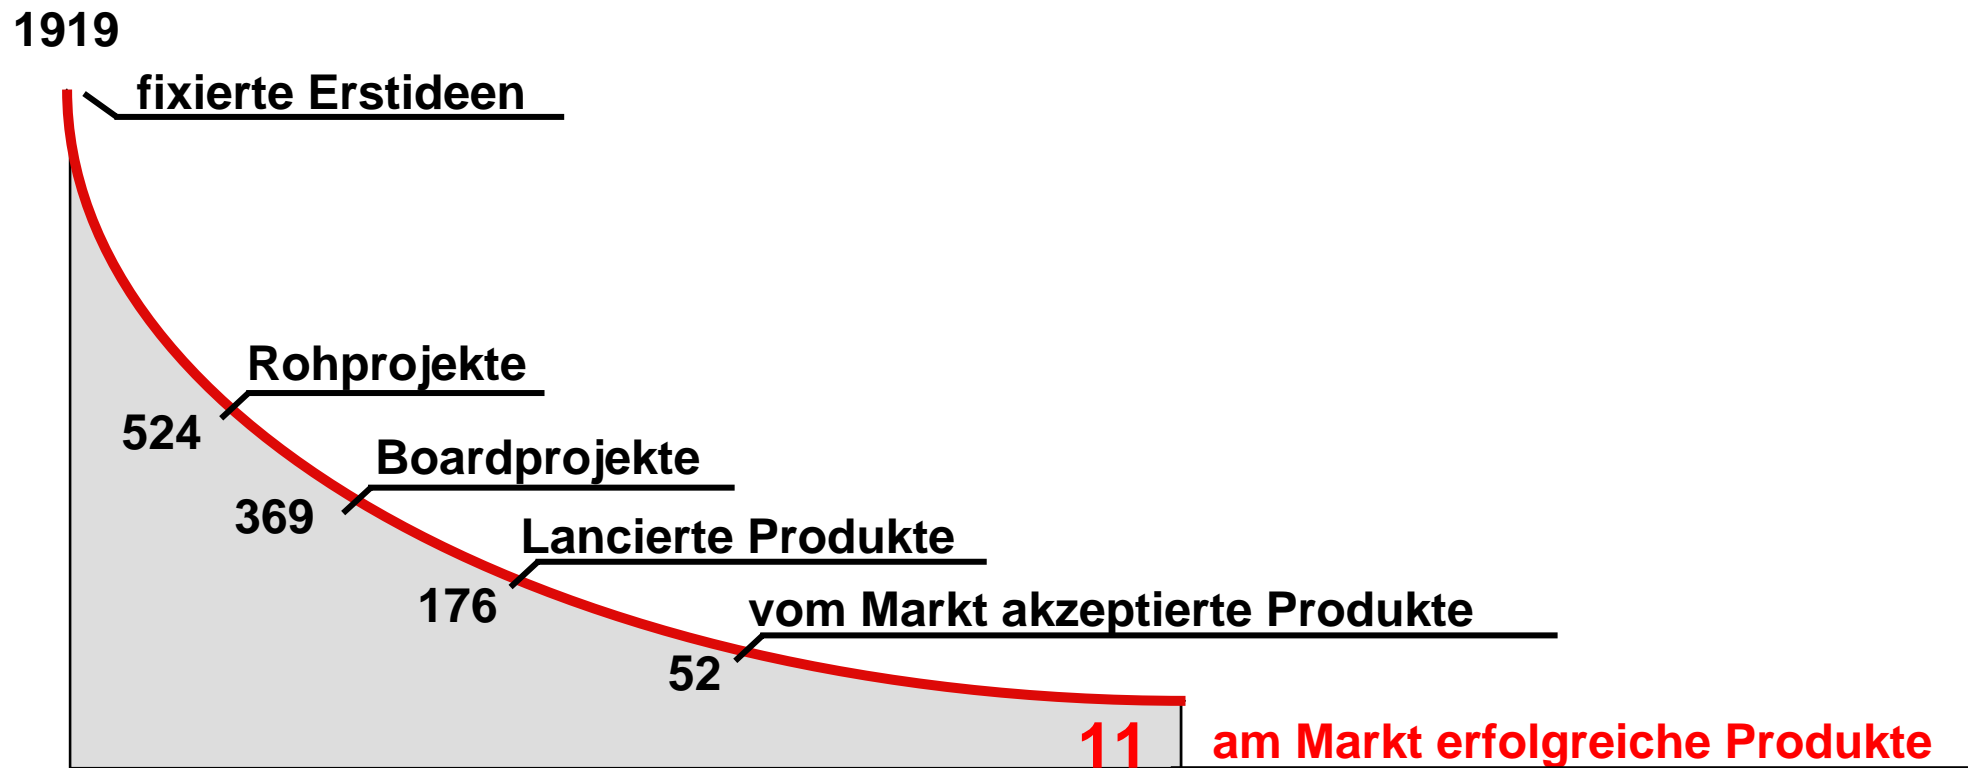 1919
fixierte Erstideen
Rohprojekte
524
Boardprojekte
369
Lancierte Produkte
176
vom Markt akzeptierte Produkte
52
11
am Markt erfolgreiche Produkte